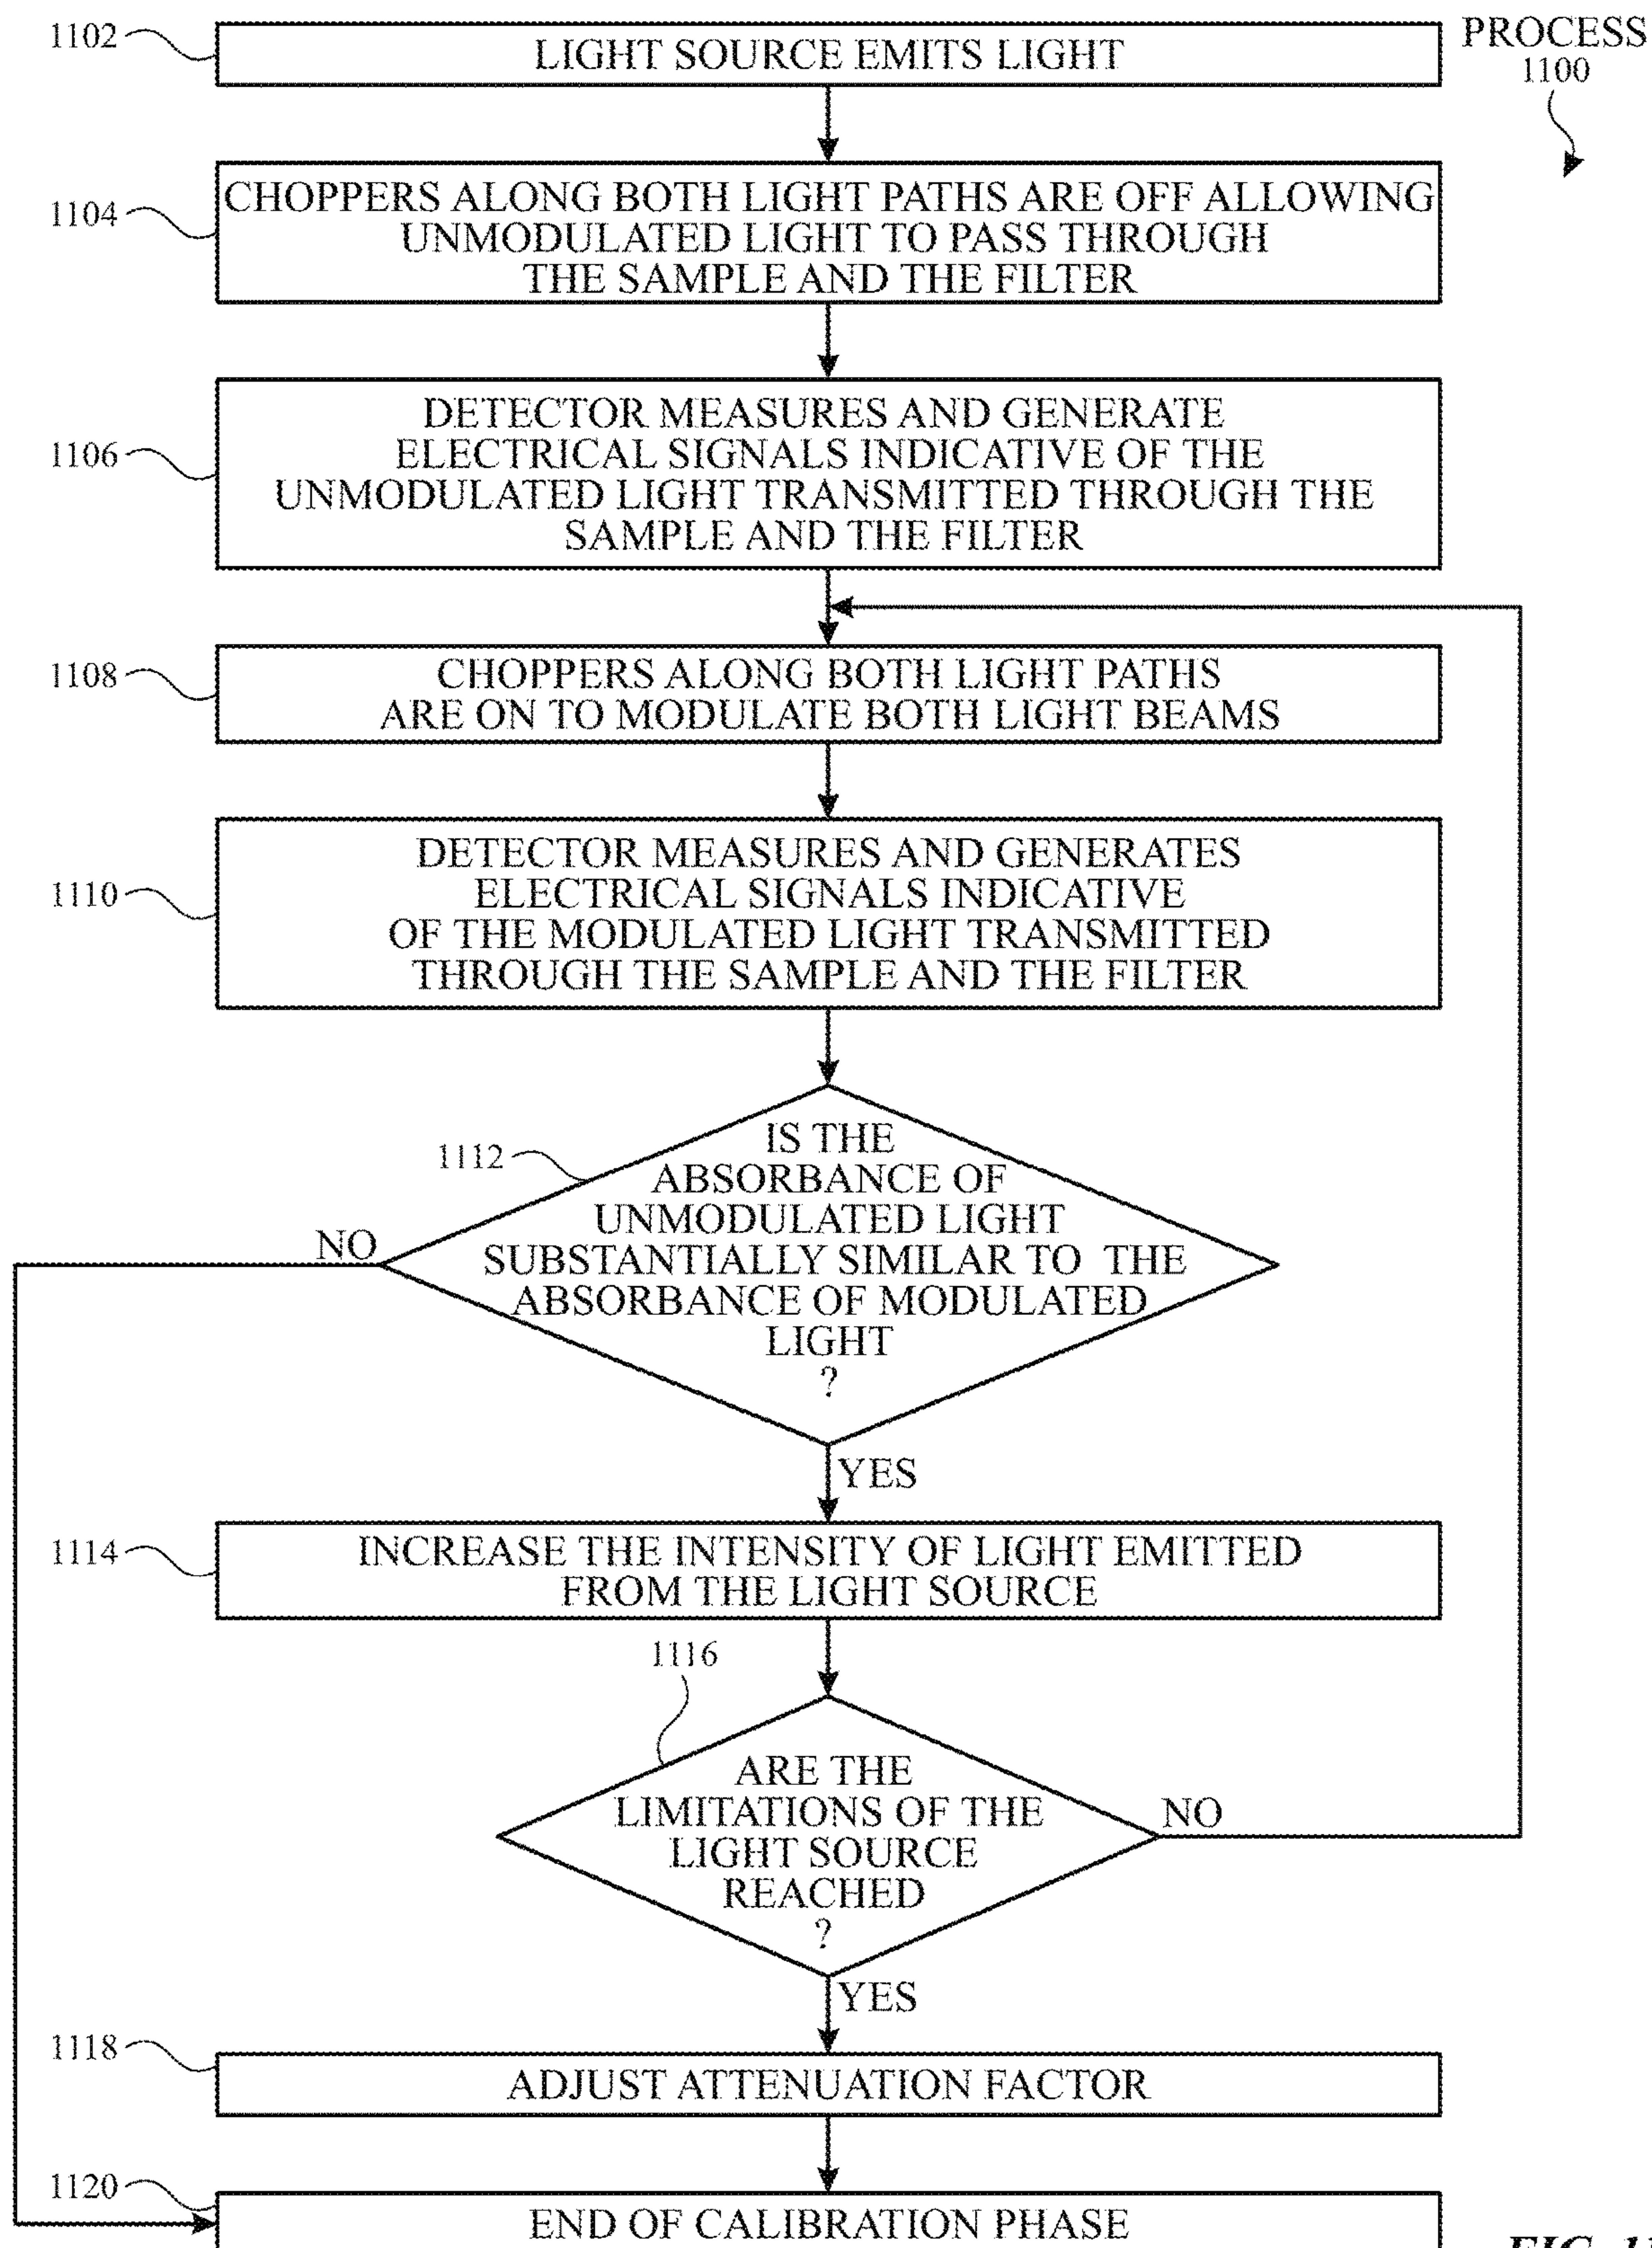 PROCESS
1100
1102
LIGHT SOURCE EMITS LIGHT
1104
CHOPPERS ALONG BOTH LIGHT PATHS ARE OFF ALLOWING
UNMODULATED LIGHT TO PASS THROUGH
THE SAMPLE AND THE FILTER
1106
DETECTOR MEASURES AND GENERATE
ELECTRICAL SIGNALS INDICATIVE OF THE
UNMODULATED LIGHT TRANSMITTED THROUGH THE
SAMPLE AND THE FILTER
1108
CHOPPERS ALONG BOTH LIGHT PATHS
ARE ON TO MODULATE BOTH LIGHT BEAMS
1110
DETECTOR MEASURES AND GENERATES
ELECTRICAL SIGNALS INDICATIVE
OF THE MODULATED LIGHT TRANSMITTED
THROUGH THE SAMPLE AND THE FILTER
1112
IS THE
ABSORBANCE OF
UNMODULATED LIGHT
SUBSTANTIALLY SIMILAR TO THE
ABSORBANCE OF MODULATED
LIGHT
?
NO
YES
1114
INCREASE THE INTENSITY OF LIGHT EMITTED
FROM THE LIGHT SOURCE
1116
ARE THE
LIMITATIONS OF THE
LIGHT SOURCE
REACHED
?
NO
YES
1118
ADJUST ATTENUATION FACTOR
1120
END OF CALIBRATION PHASE